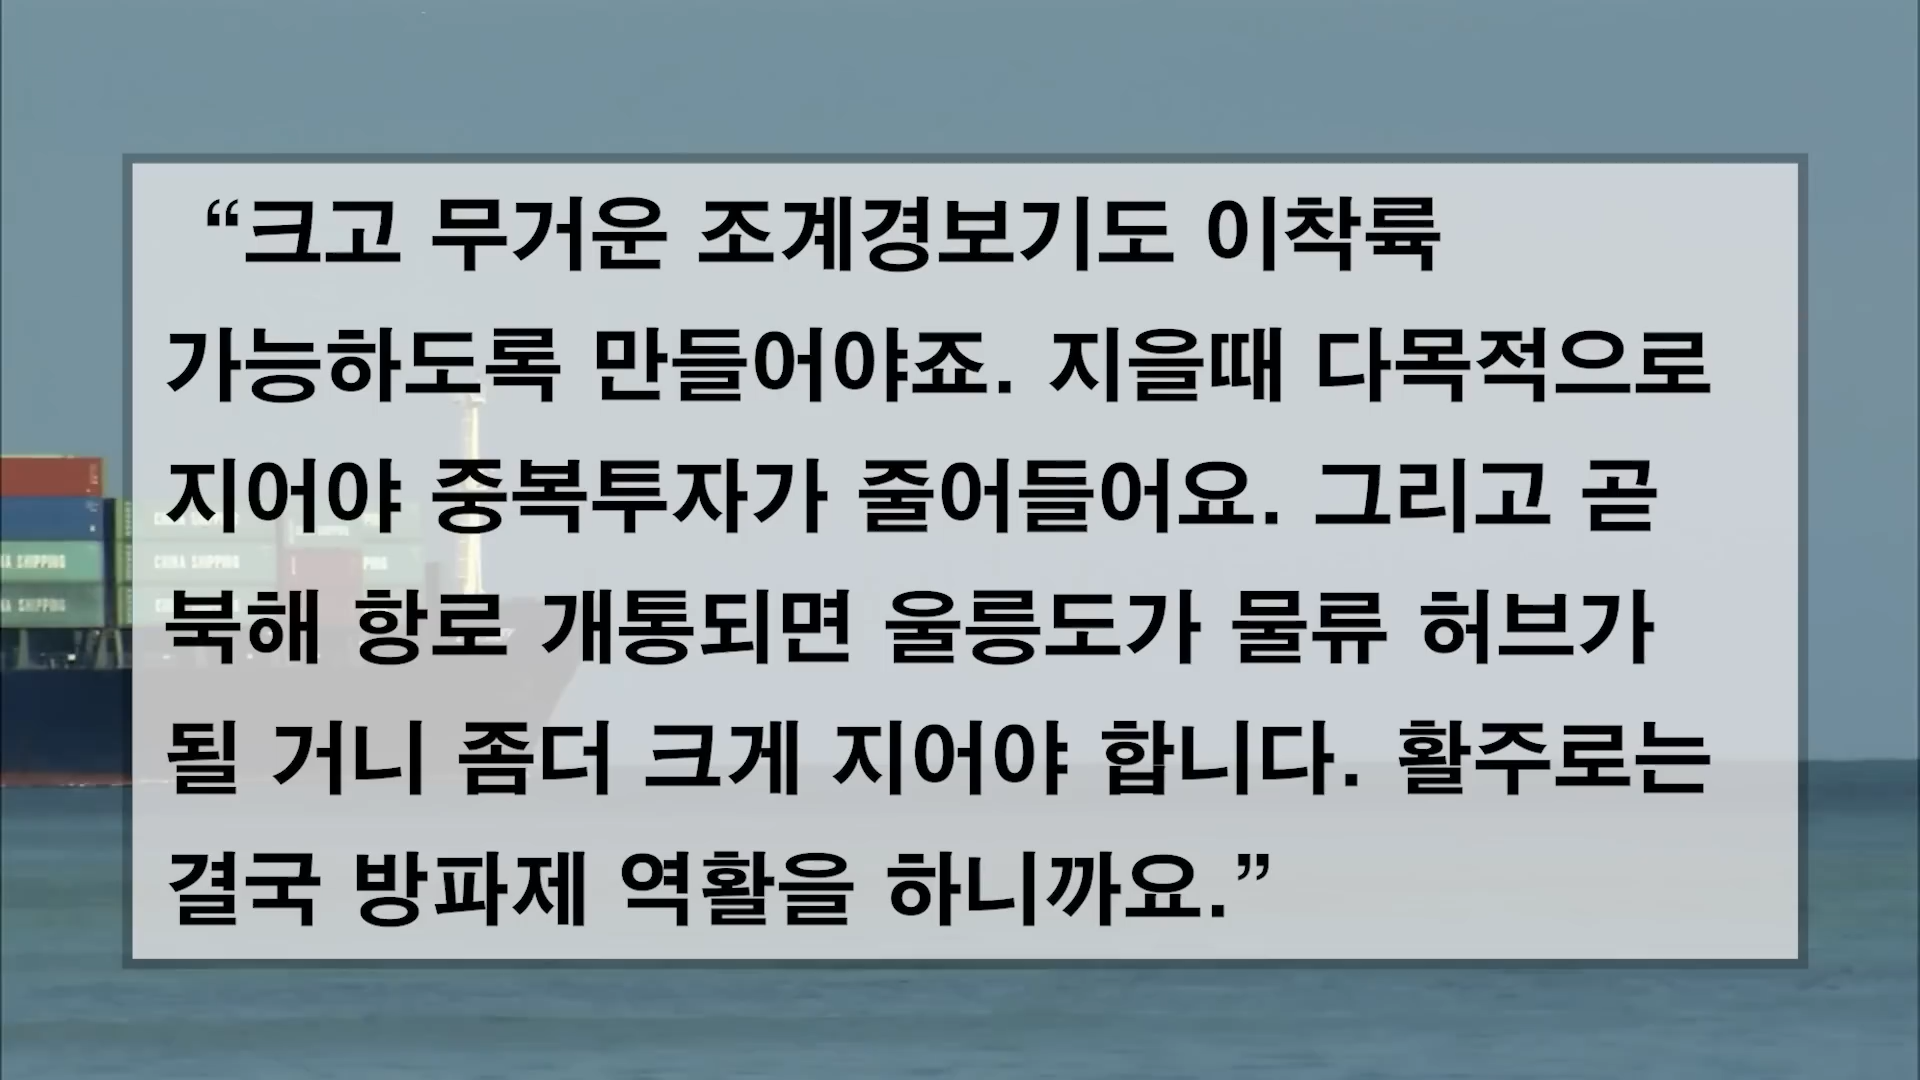 “크고 무거운 조계경보기도 이착륙
가능하도록 만들어야죠. 지을때 다목적으로
지어야 중복투자가 줄어들어요. 그리고 곧
북해 항로 개통되면 울릉도가 물류 허브가
될 거니 좀더 크게 지어야 합니다. 활주로는
결국 방파제 역활을 하니까요.”
CHINA SHIPPING